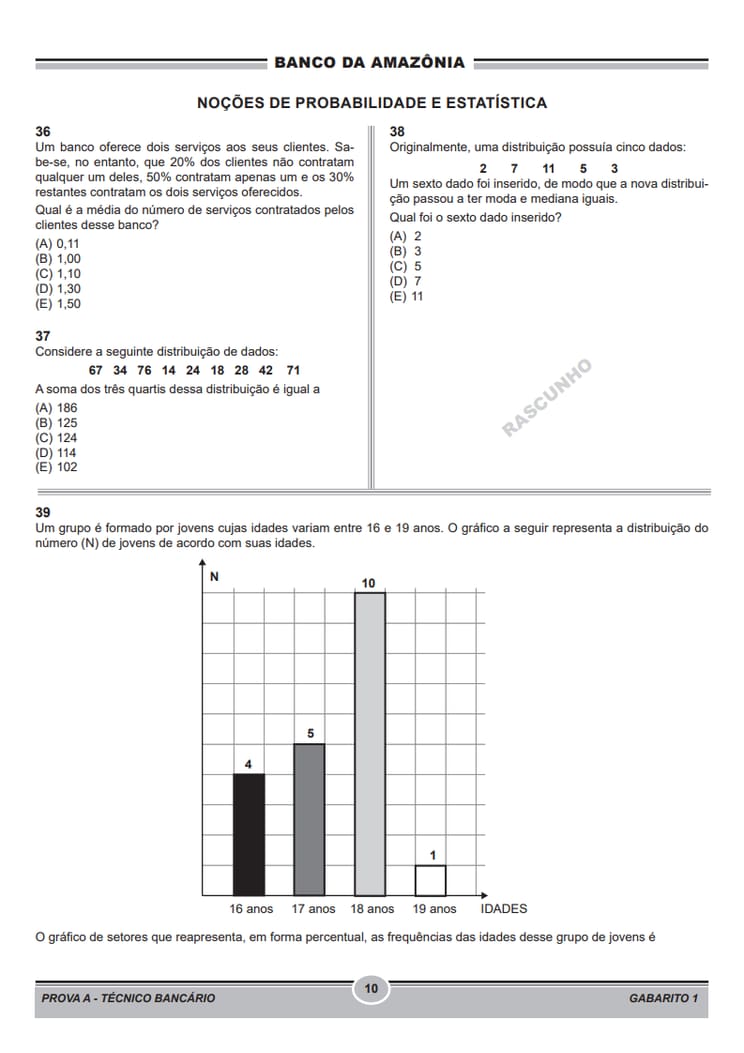 BANCO DA AMAZÔNIA
NOÇÕES DE PROBABILIDADE E ESTATÍSTICA
36
Um banco oferece dois serviços aos seus clientes. Sa-
be-se, no entanto, que 20% dos clientes não contratam
qualquer um deles, 50% contratam apenas um e os 30%
restantes contratam os dois serviços oferecidos.
Qual é a média do número de serviços contratados pelos
clientes desse banco?
(A) 0,11
(B) 1,00
(C) 1,10
(D) 1,30
(E) 1,50
37
Considere a seguinte distribuição de dados:
67 34 76 14 24 18 28 42 71
A soma dos três quartis dessa distribuição é igual a
(A) 186
(B) 125
(C) 124
(D) 114
(E) 102
38
Originalmente, uma distribuição possuía cinco dados:
2 7 11 5 3
Um sexto dado foi inserido, de modo que a nova distribui-
ção passou a ter moda e mediana iguais.
Qual foi o sexto dado inserido?
(A) 2
(B) 3
(C) 5
(D) 7
(E) 11
RASCUNHO
39
Um grupo é formado por jovens cujas idades variam entre 16 e 19 anos. O gráfico a seguir representa a distribuição do
número (N) de jovens de acordo com suas idades.
N
10
5
4
1
16 anos 17 anos 18 anos 19 anos IDADES
O gráfico de setores que reapresenta, em forma percentual, as frequências das idades desse grupo de jovens é
PROVA A - TÉCNICO BANCÁRIO
10
GABARITO 1